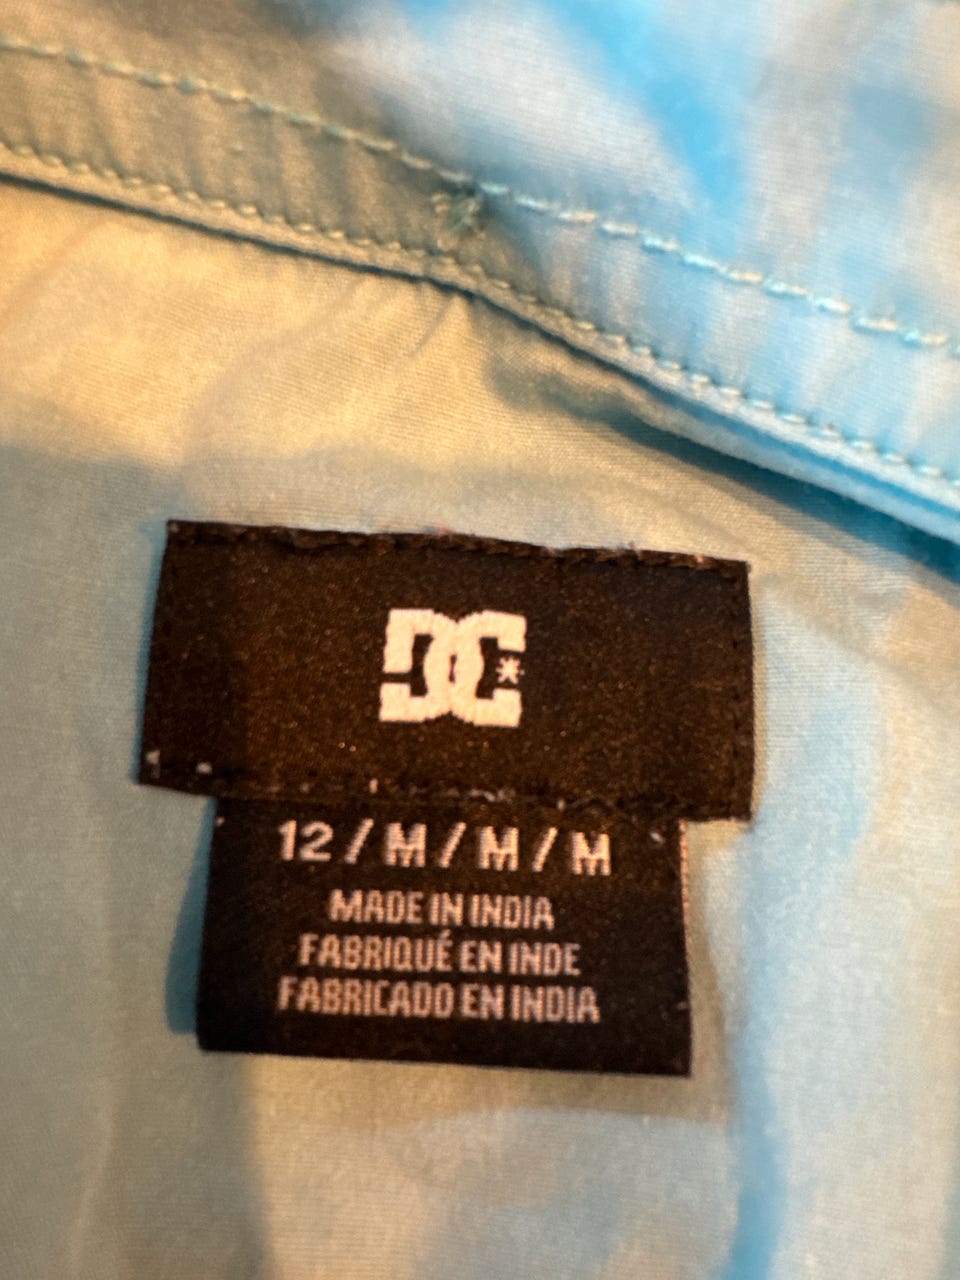 DC
12 / M / M / M
MADE IN INDIA
FABRIQUÉ EN INDE
FABRICADO EN INDIA